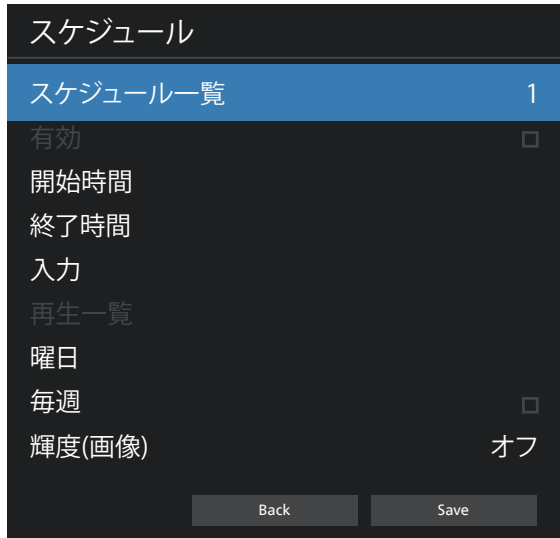 スケジュール
スケジュール一覧 1
有効
開始時間
終了時間
入力
再生一覧
曜日
毎週
輝度(画像) オフ
Back Save